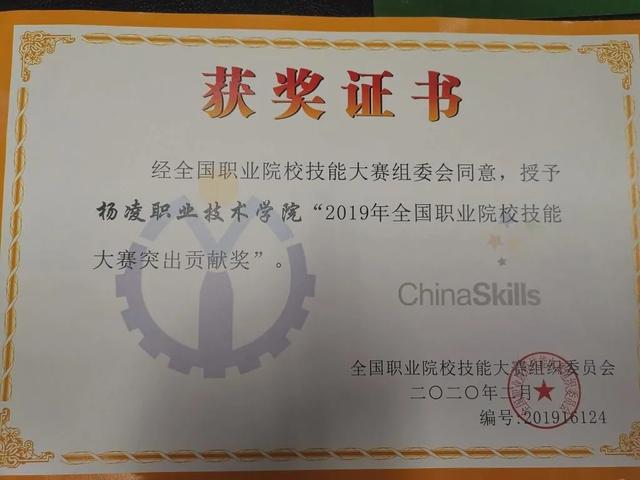 获奖证书
经全国职业院校技能大赛组委会同意，授予
杨凌职业技术学院“2019年全国职业院校技能
大赛突出贡献奖”。
ChinaSkills
全国职业院校技能大赛组织委员会
二〇二〇年二月
编号:201916124